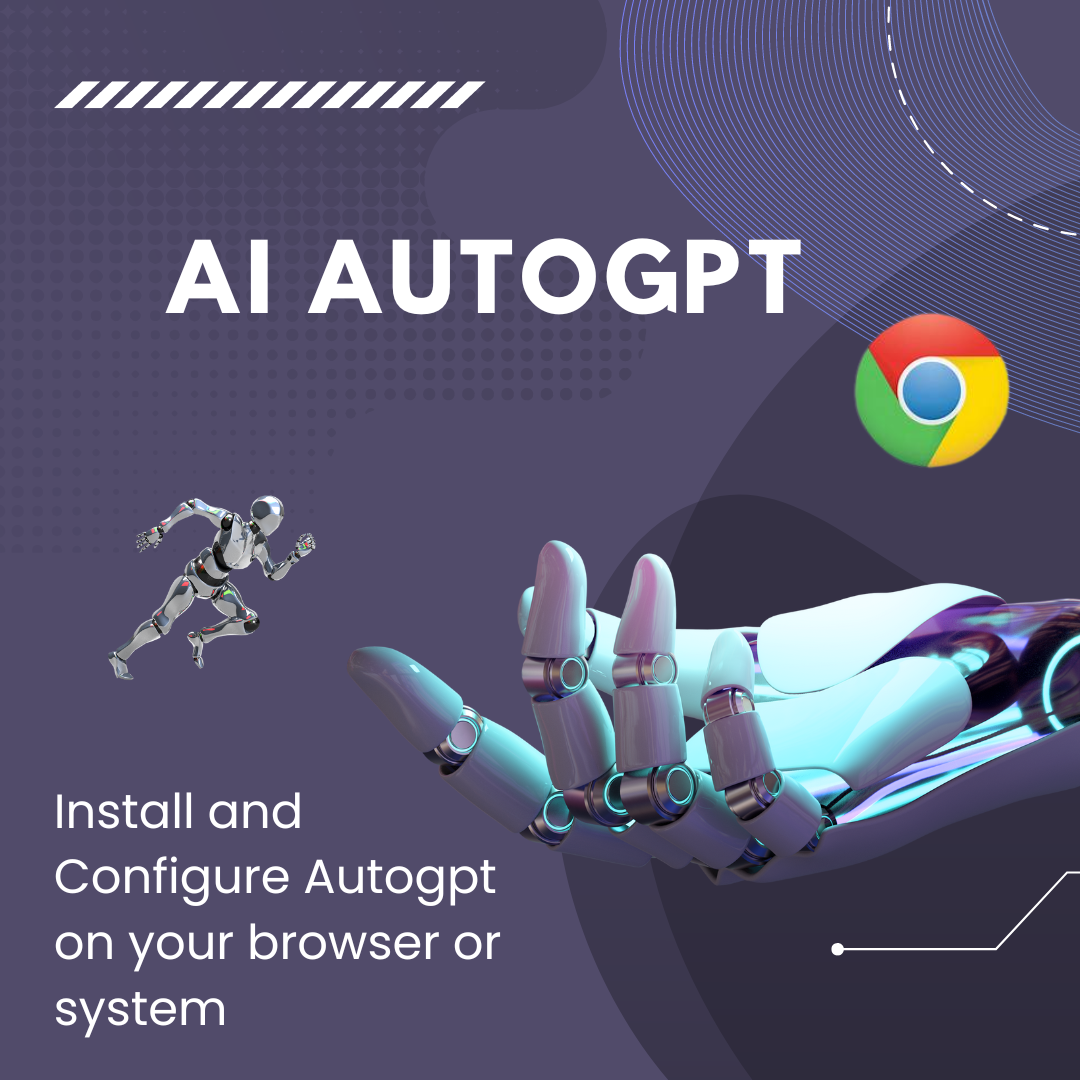 AI AUTOGPT
Install and
Configure Autogpt
on your browser or
system